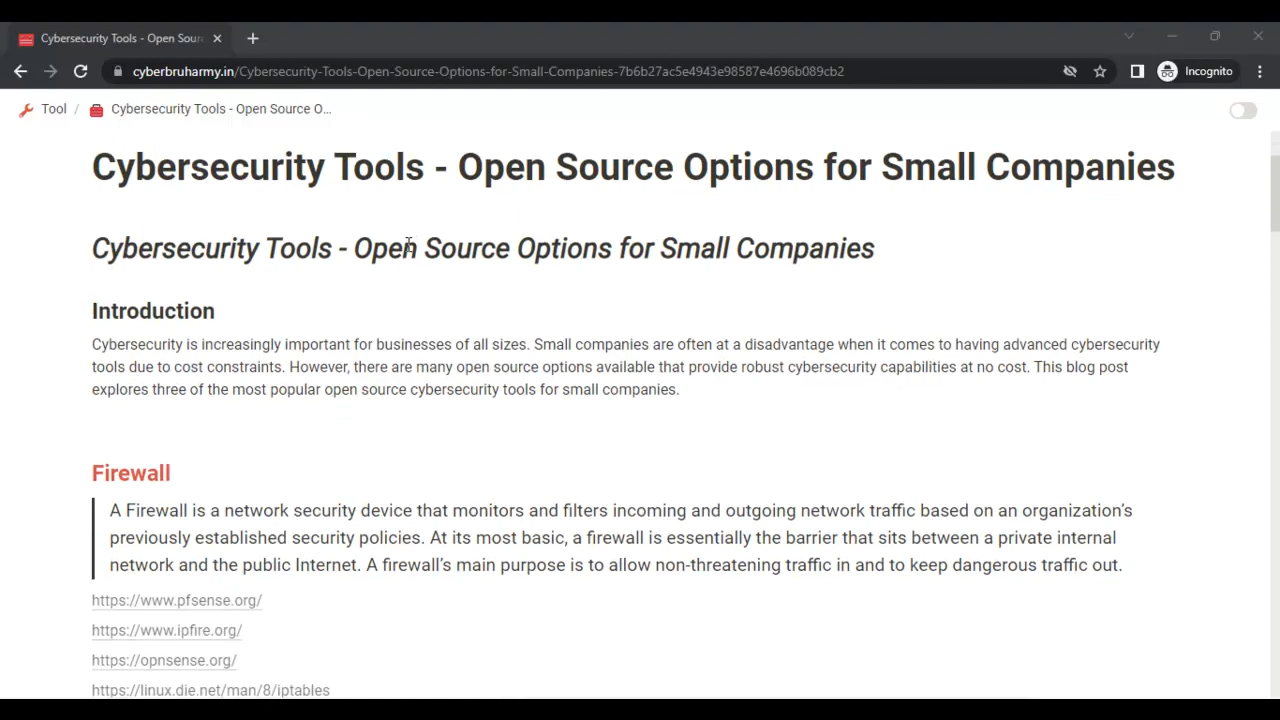 Cybersecurity Tools - Open Sour
cyberbruharmy.in/Cybersecurity-Tools-Open-Source-Options-for-Small-Companies-7b6b27ac5e4943e98587e4696b089cb2
Incognito
Tool / Cybersecurity Tools - Open Source O...
Cybersecurity Tools - Open Source Options for Small Companies
Cybersecurity Tools - Open Source Options for Small Companies
Introduction
Cybersecurity is increasingly important for businesses of all sizes. Small companies are often at a disadvantage when it comes to having advanced cybersecurity
tools due to cost constraints. However, there are many open source options available that provide robust cybersecurity capabilities at no cost. This blog post
explores three of the most popular open source cybersecurity tools for small companies.
Firewall
A Firewall is a network security device that monitors and filters incoming and outgoing network traffic based on an organization’s
previously established security policies. At its most basic, a firewall is essentially the barrier that sits between a private internal
network and the public Internet. A firewall’s main purpose is to allow non-threatening traffic in and to keep dangerous traffic out.
https://www.pfsense.org/
https://www.ipfire.org/
https://opnsense.org/
https://linux.die.net/man/8/iptables